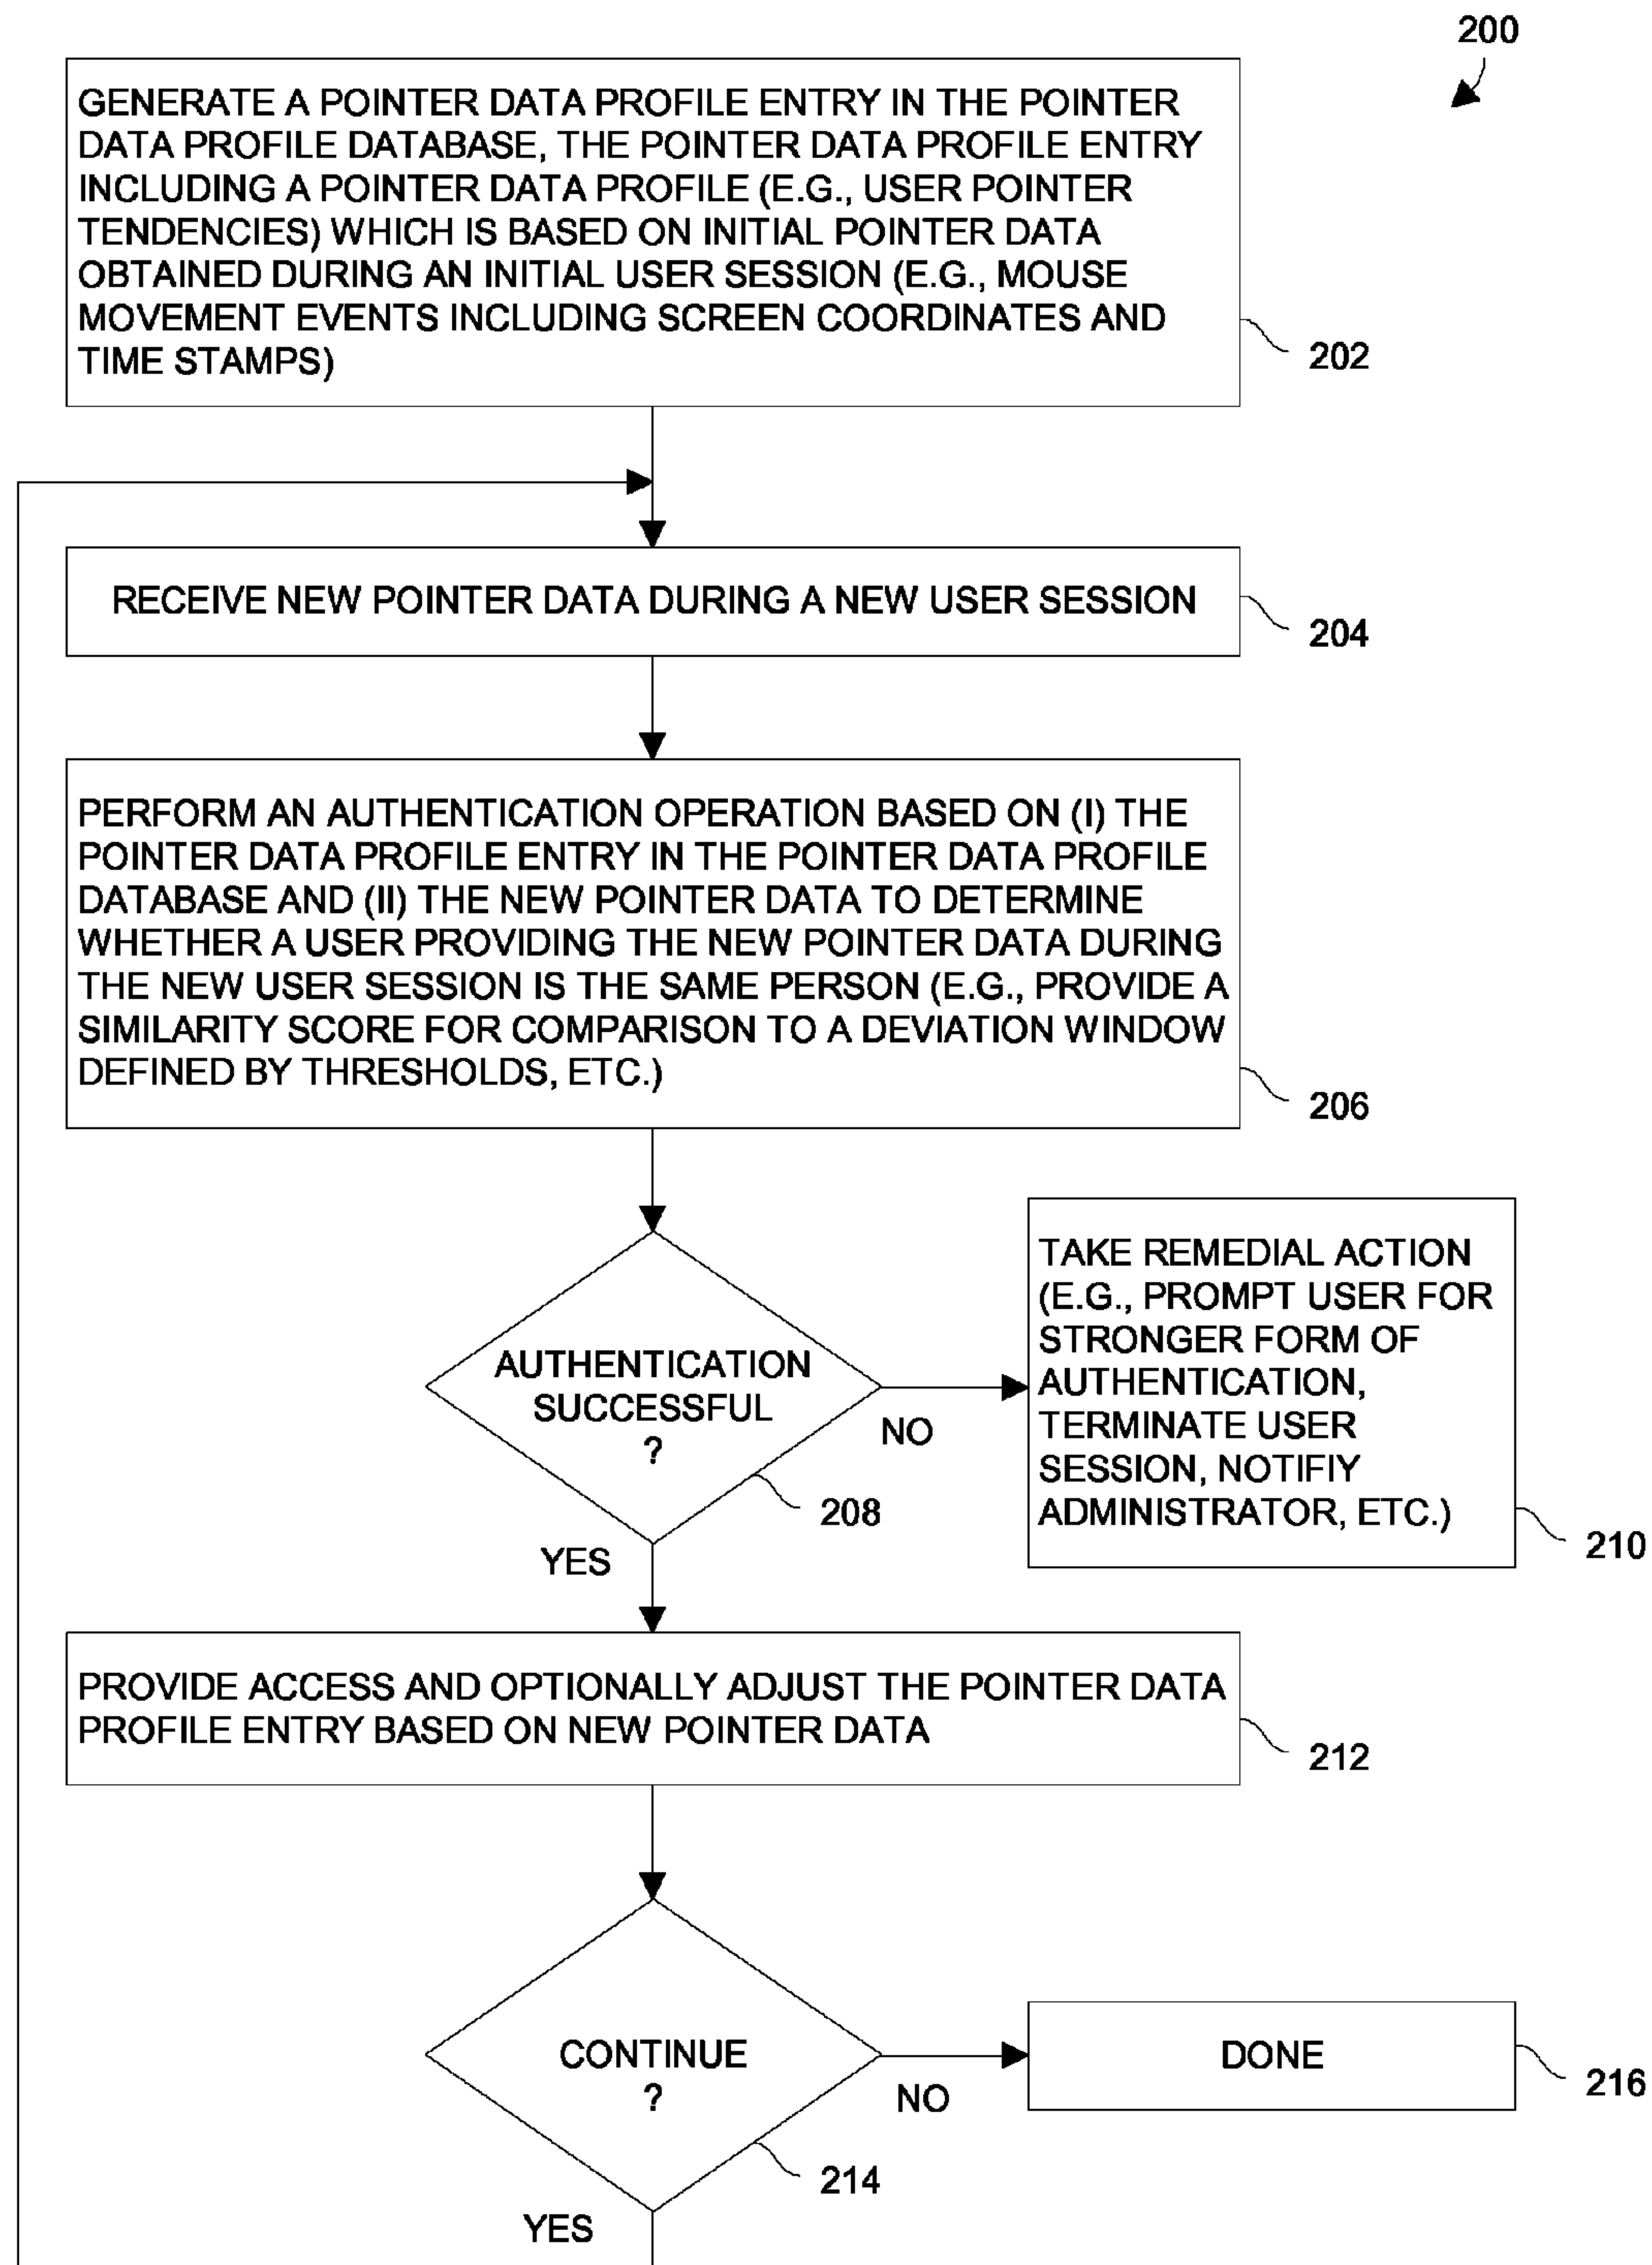 200
GENERATE A POINTER DATA PROFILE ENTRY IN THE POINTER
DATA PROFILE DATABASE, THE POINTER DATA PROFILE ENTRY
INCLUDING A POINTER DATA PROFILE (E.G., USER POINTER
TENDENCIES) WHICH IS BASED ON INITIAL POINTER DATA
OBTAINED DURING AN INITIAL USER SESSION (E.G., MOUSE
MOVEMENT EVENTS INCLUDING SCREEN COORDINATES AND
TIME STAMPS)
202
RECEIVE NEW POINTER DATA DURING A NEW USER SESSION
204
PERFORM AN AUTHENTICATION OPERATION BASED ON (I) THE
POINTER DATA PROFILE ENTRY IN THE POINTER DATA PROFILE
DATABASE AND (II) THE NEW POINTER DATA TO DETERMINE
WHETHER A USER PROVIDING THE NEW POINTER DATA DURING
THE NEW USER SESSION IS THE SAME PERSON (E.G., PROVIDE A
SIMILARITY SCORE FOR COMPARISON TO A DEVIATION WINDOW
DEFINED BY THRESHOLDS, ETC.)
206
AUTHENTICATION
SUCCESSFUL
?
NO
208
YES
TAKE REMEDIAL ACTION
(E.G., PROMPT USER FOR
STRONGER FORM OF
AUTHENTICATION,
TERMINATE USER
SESSION, NOTIFIY
ADMINISTRATOR, ETC.)
210
PROVIDE ACCESS AND OPTIONALLY ADJUST THE POINTER DATA
PROFILE ENTRY BASED ON NEW POINTER DATA
212
CONTINUE
?
NO
214
YES
DONE
216